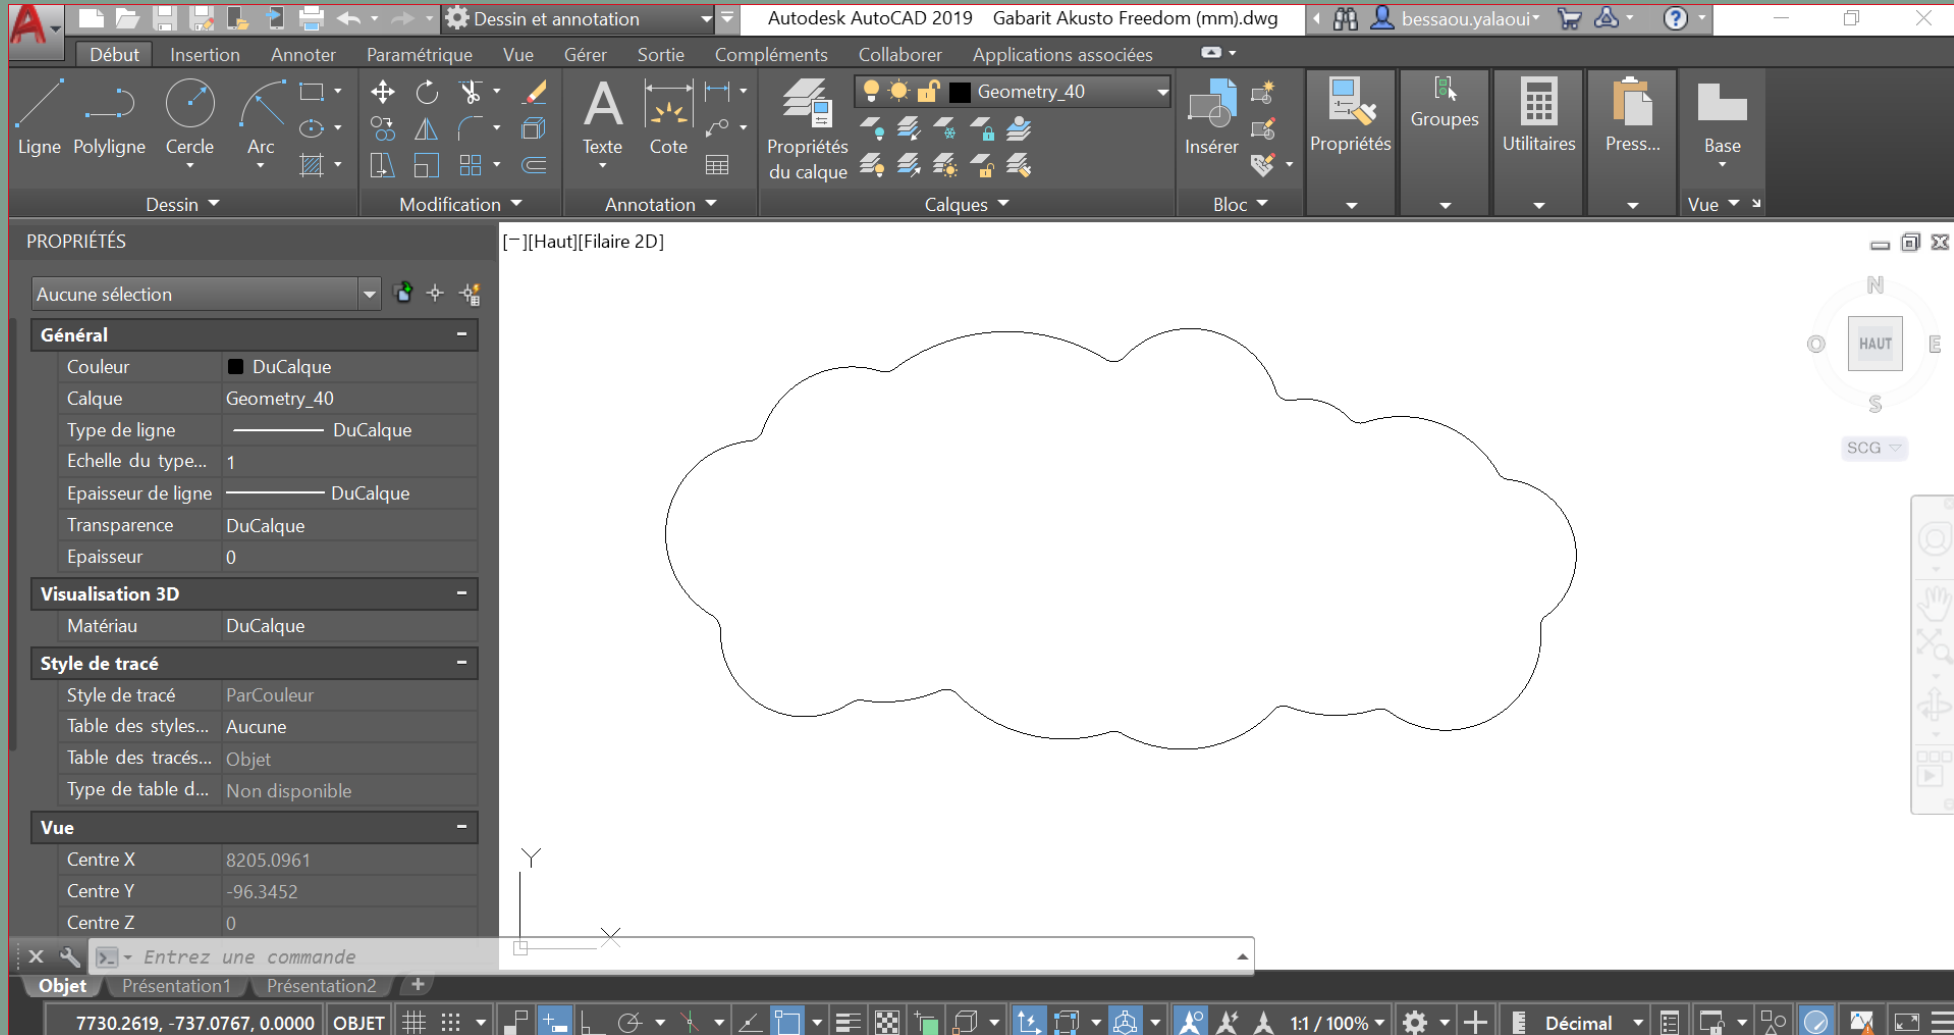 Dessin et annotation
Autodesk AutoCAD 2019 Gabarit Akusto Freedom (mm).dwg
bessaou.yalaoui
Début Insertion Annoter Paramétrique Vue Gérer Sortie Compléments Collaborer Applications associées
Geometry_40
Ligne Polyligne Cercle Arc
Texte Cote
Propriétés du calque
Insérer
Propriétés
Groupes
Utilitaires
Press...
Base
Dessin Modification Annotation Calques Bloc Vue
PROPRIÉTÉS
[−][Haut][Filaire 2D]
Aucune sélection
Général
Couleur DuCalque
Calque Geometry_40
Type de ligne DuCalque
Echelle du type... 1
Epaisseur de ligne DuCalque
Transparence DuCalque
Epaisseur 0
Visualisation 3D
Matériau DuCalque
Style de tracé
Style de tracé ParCouleur
Table des styles... Aucune
Table des tracés... Objet
Type de table d... Non disponible
Vue
Centre X 8205.0961
Centre Y -96.3452
Centre Z 0
N
O HAUT E
S
SCG
Y
X
Entrez une commande
Objet Présentation1 Présentation2 +
7730.2619, -737.0767, 0.0000 OBJET 1:1 / 100% Décimal